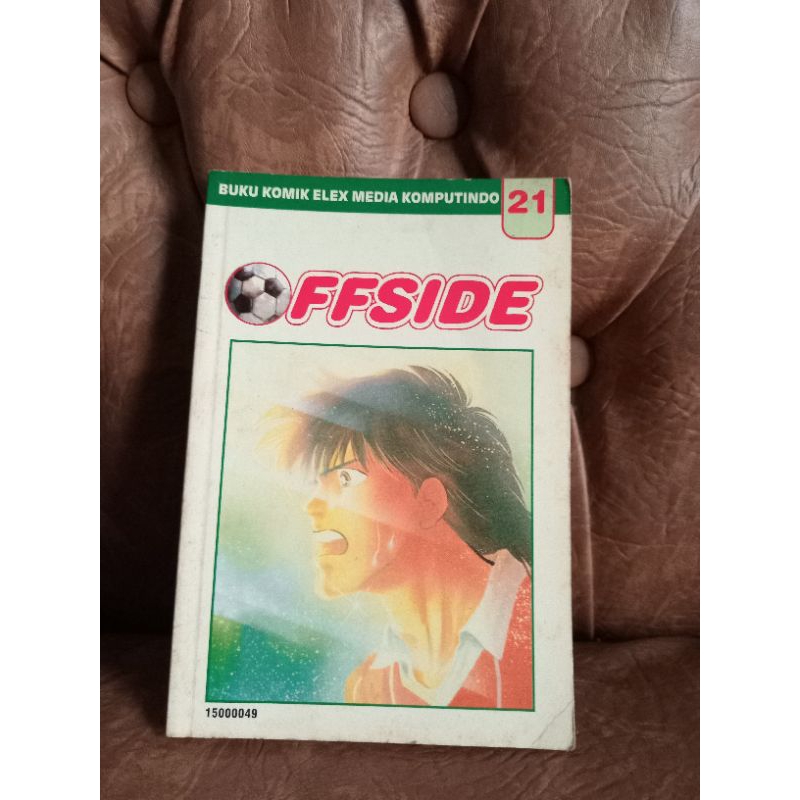 BUKU KOMIK ELEX MEDIA KOMPUTINDO
21
OFFSIDE
15000049